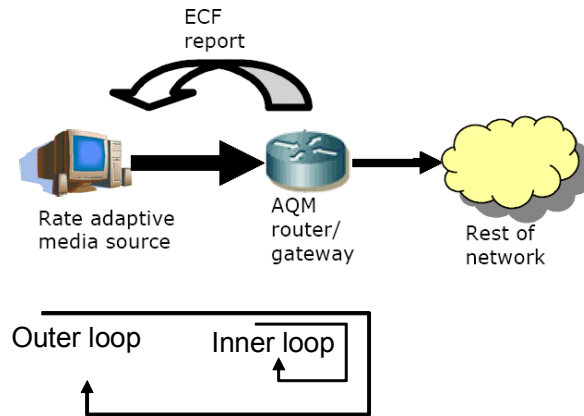 ECF
report
Rate adaptive
media source
AQM
router/
gateway
Rest of
network
Outer loop
Inner loop